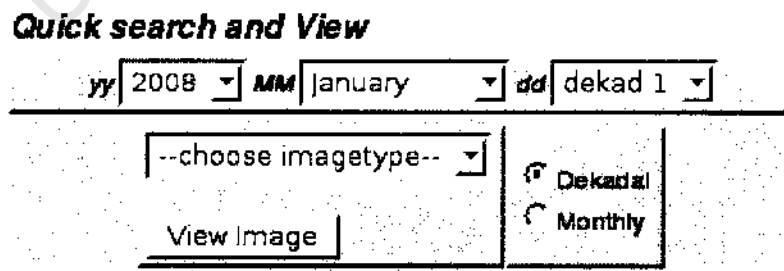 Quick search and View
yy 2008 MM January dd dekad 1
--choose imagetype--
Dekadal
Monthly
View Image